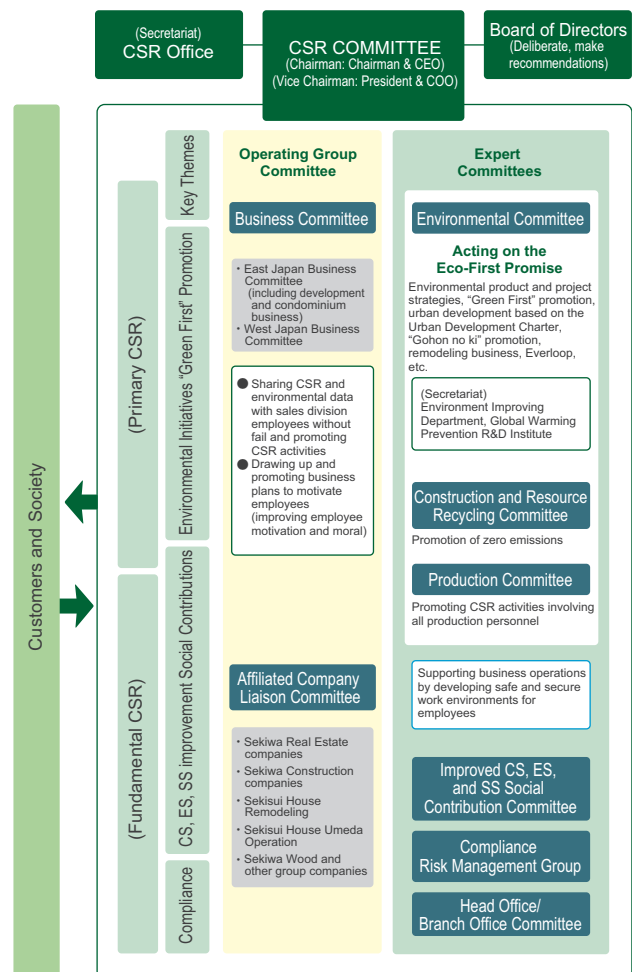 (Secretariat)
CSR Office
CSR COMMITTEE
(Chairman: Chairman & CEO)
(Vice Chairman: President & COO)
Board of Directors
(Deliberate, make
recommendations)
Customers and Society
(Primary CSR)
(Fundamental CSR)
Key Themes
Environmental Initiatives “Green First” Promotion
CS, ES, SS improvement Social Contributions
Compliance
Operating Group
Committee
Business Committee
・East Japan Business
Committee
(including development
and condominium
business)
・West Japan Business
Committee
● Sharing CSR and
environmental data
with sales division
employees without
fail and promoting
CSR activities
● Drawing up and
promoting business
plans to motivate
employees
(improving employee
motivation and moral)
Affiliated Company
Liaison Committee
・Sekiwa Real Estate
companies
・Sekiwa Construction
companies
・Sekisui House
Remodeling
・Sekisui House Umeda
Operation
・Sekiwa Wood and
other group companies
Expert
Committees
Environmental Committee
Acting on the
Eco-First Promise
Environmental product and project
strategies, “Green First” promotion,
urban development based on the
Urban Development Charter,
“Gohon no ki” promotion,
remodeling business, Everloop,
etc.
(Secretariat)
Environment Improving
Department, Global Warming
Prevention R&D Institute
Construction and Resource
Recycling Committee
Promotion of zero emissions
Production Committee
Promoting CSR activities involving
all production personnel
Supporting business operations
by developing safe and secure
work environments for
employees
Improved CS, ES,
and SS Social
Contribution Committee
Compliance
Risk Management Group
Head Office/
Branch Office Committee